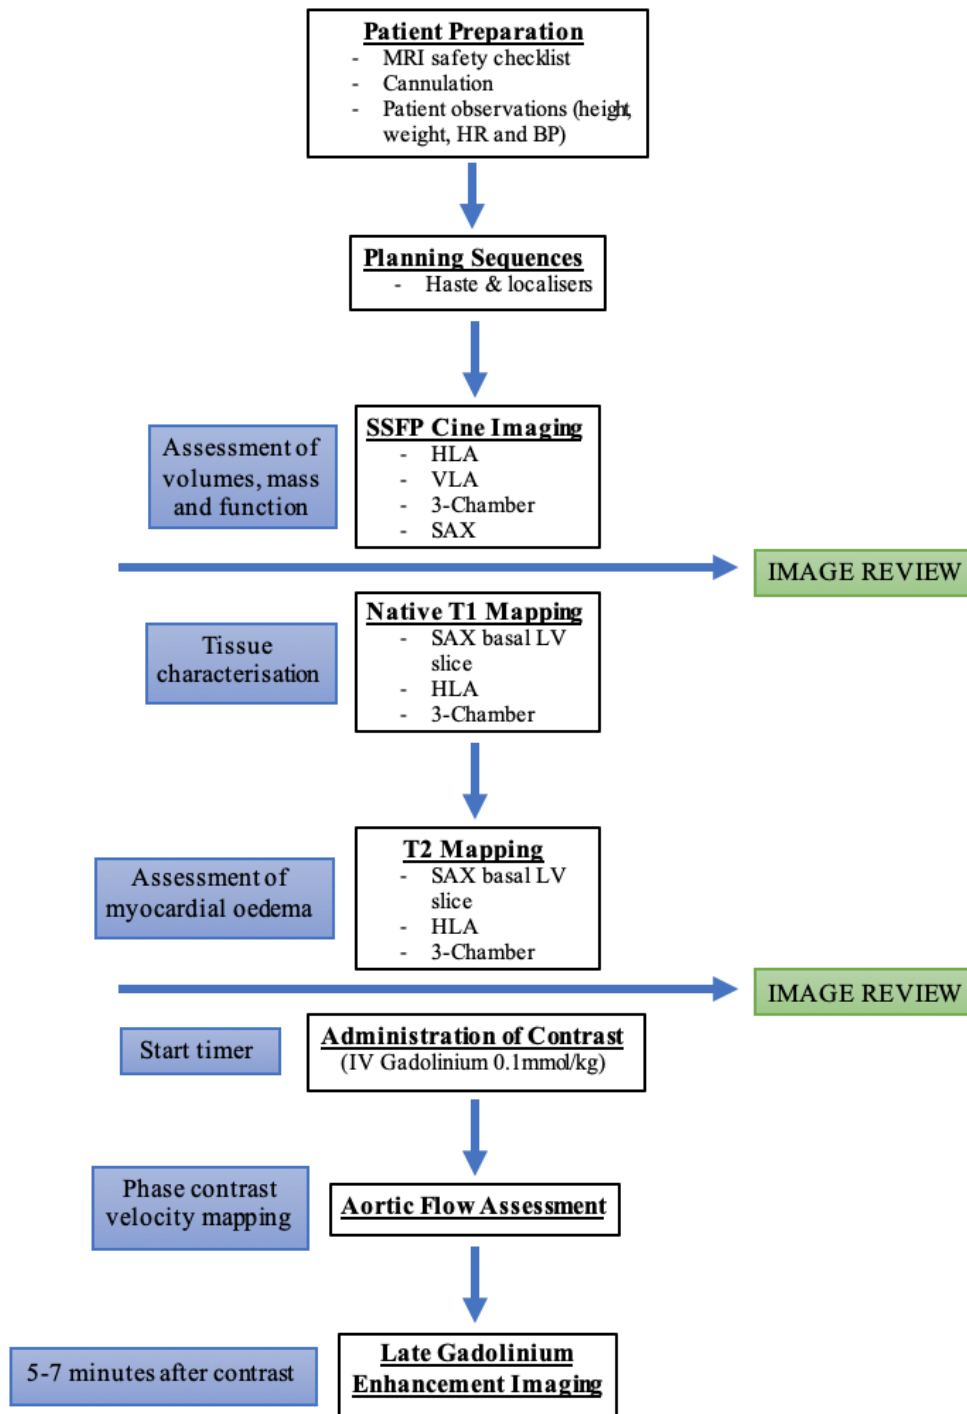 Patient Preparation
- MRI safety checklist
- Cannulation
- Patient observations (height,
weight, HR and BP)
Planning Sequences
- Haste & localisers
Assessment of
volumes, mass
and function
SSFP Cine Imaging
- HLA
- VLA
- 3-Chamber
- SAX
IMAGE REVIEW
Tissue
characterisation
Native T1 Mapping
- SAX basal LV
slice
- HLA
- 3-Chamber
Assessment of
myocardial oedema
T2 Mapping
- SAX basal LV
slice
- HLA
- 3-Chamber
IMAGE REVIEW
Start timer
Administration of Contrast
(IV Gadolinium 0.1mmol/kg)
Phase contrast
velocity mapping
Aortic Flow Assessment
5-7 minutes after contrast
Late Gadolinium
Enhancement Imaging